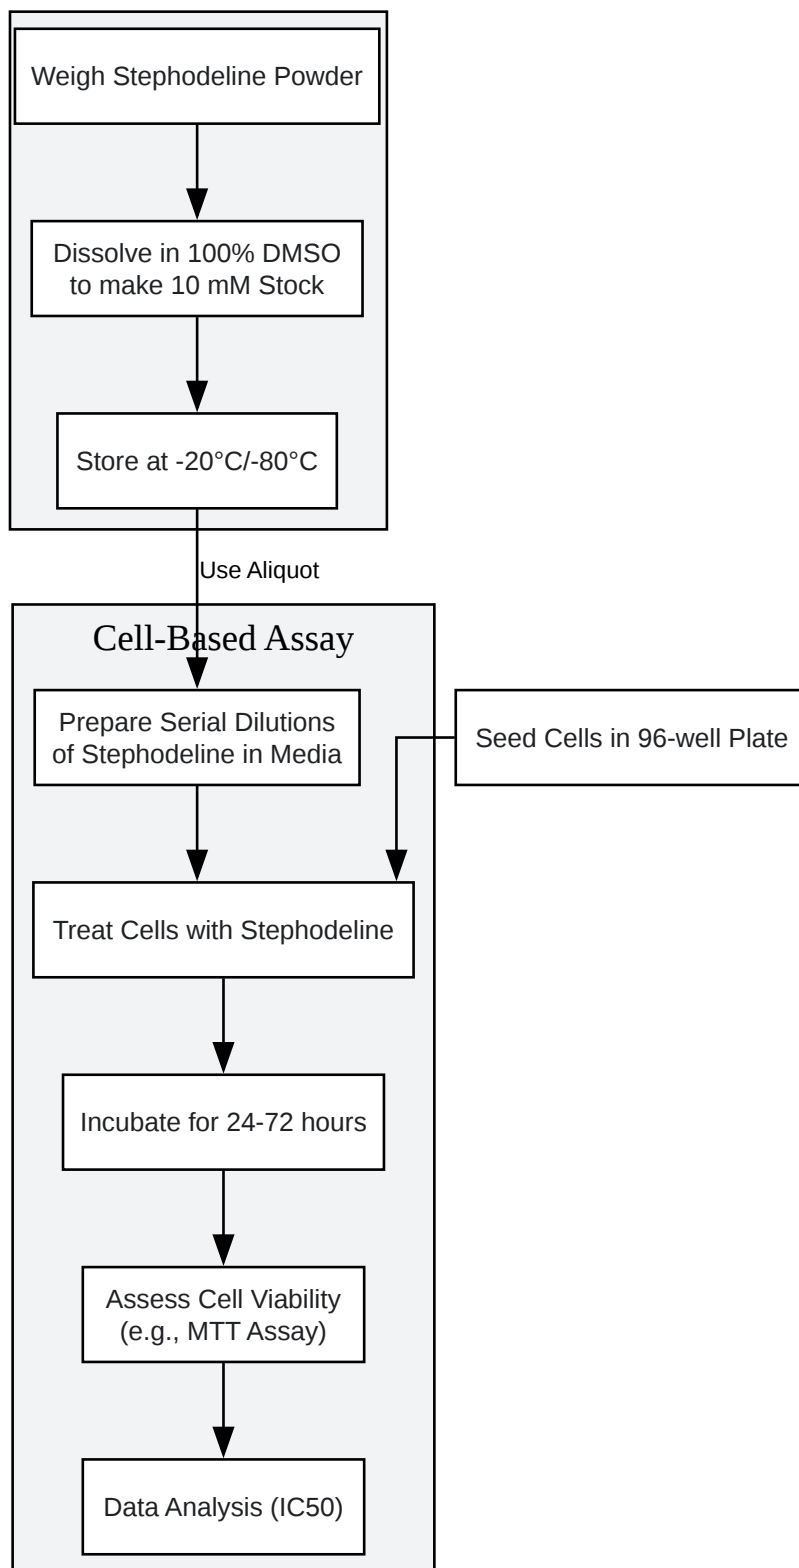 Weigh Stephodeline Powder
Dissolve in 100% DMSO
to make 10 mM Stock
Store at -20°C/-80°C
Use Aliquot
Cell-Based Assay
Prepare Serial Dilutions
of Stephodeline in Media
Seed Cells in 96-well Plate
Treat Cells with Stephodeline
Incubate for 24-72 hours
Assess Cell Viability
(e.g., MTT Assay)
Data Analysis (IC50)